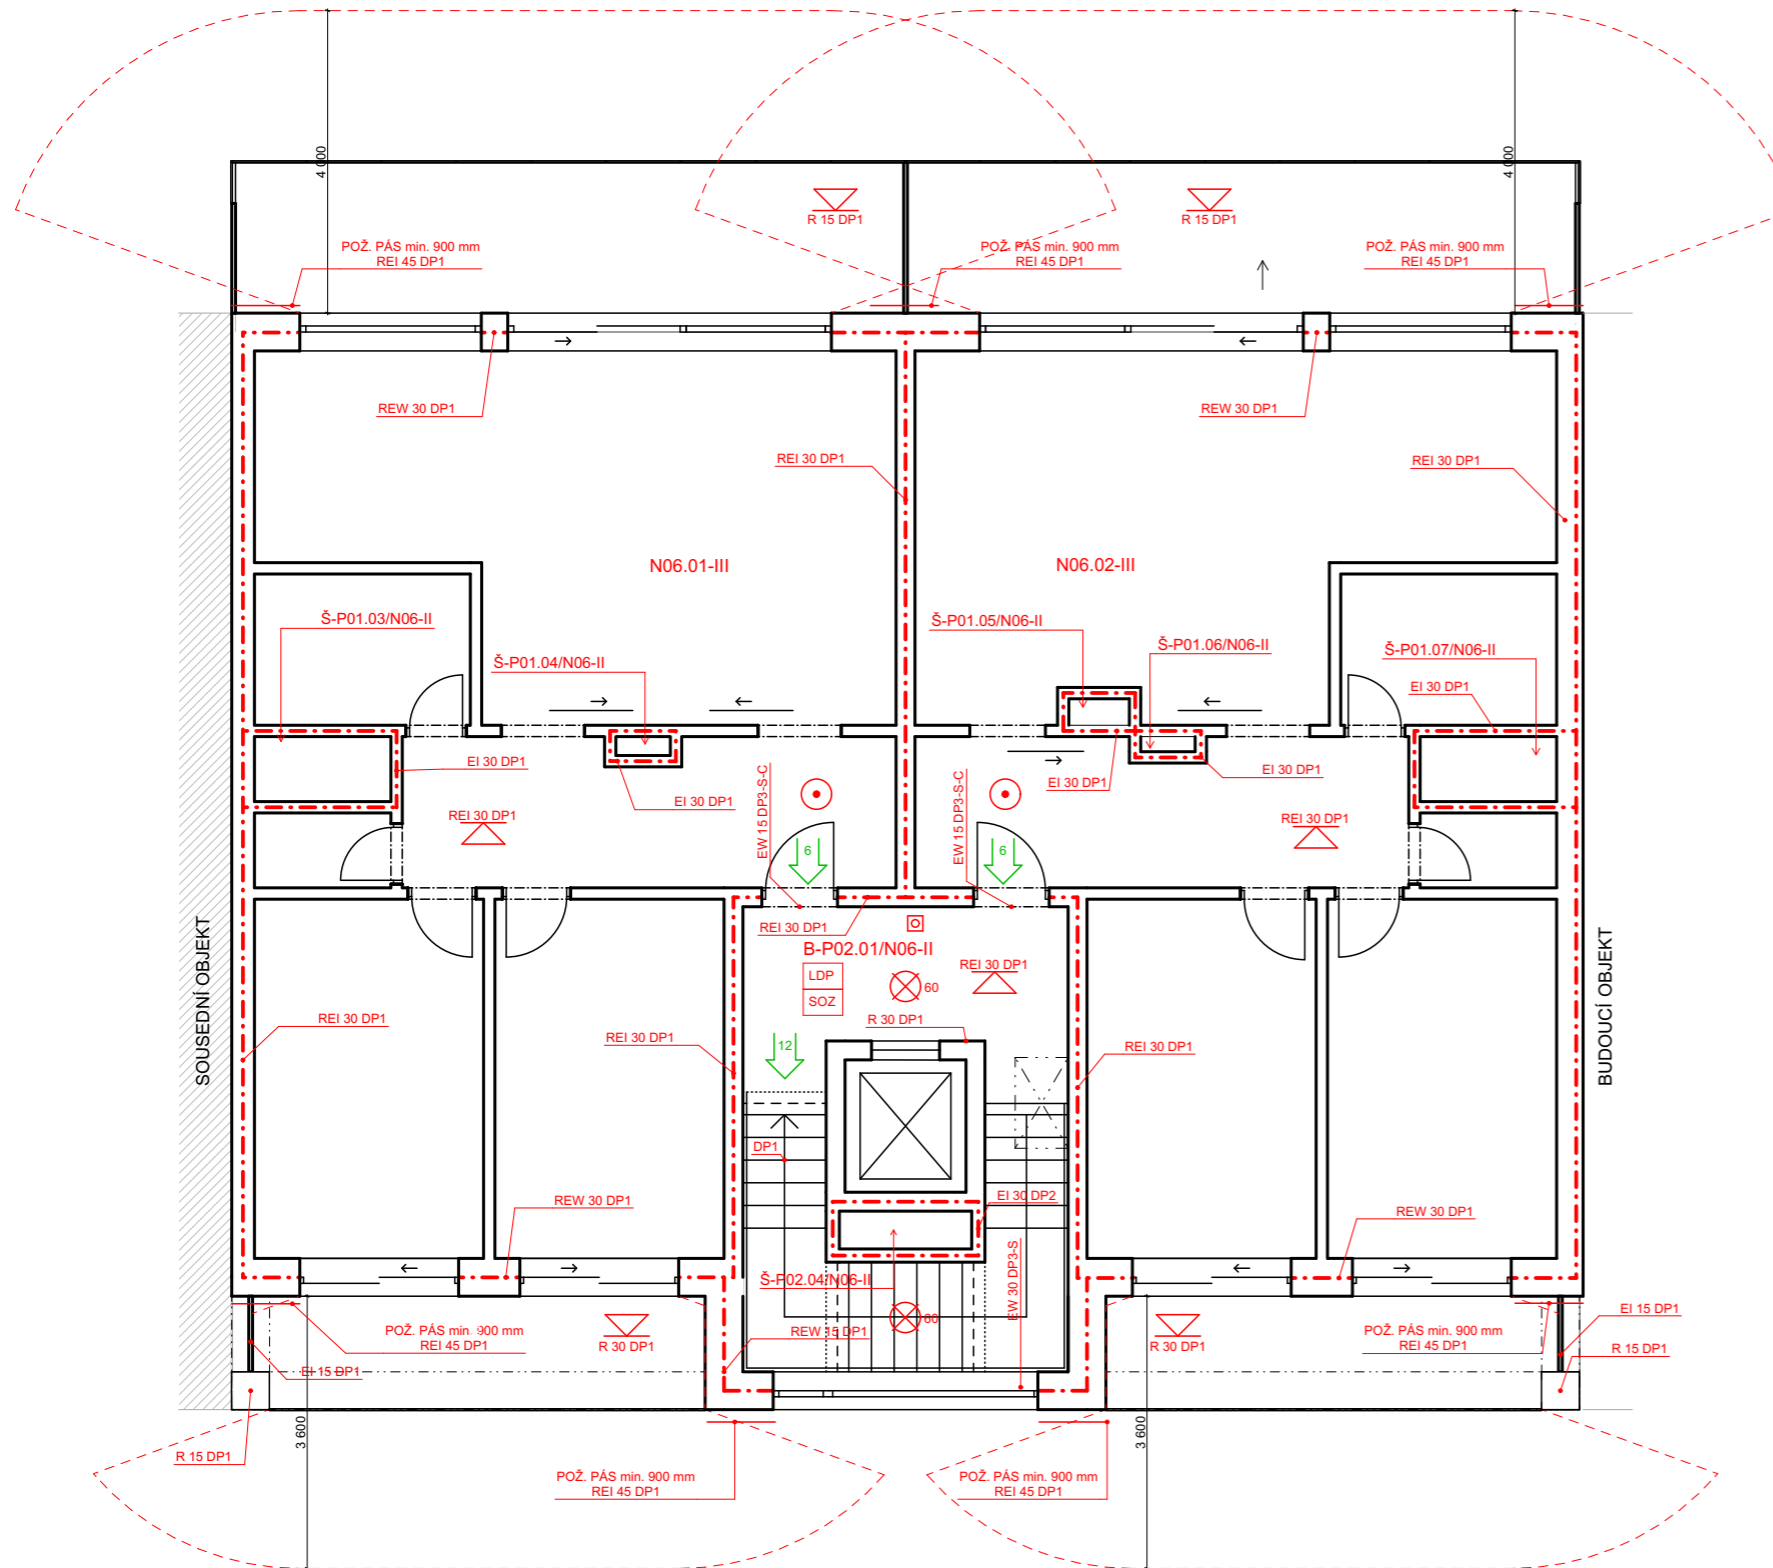 4 000
4 000
R 15 DP1
R 15 DP1
POŽ. PÁS min. 900 mm
REI 45 DP1
POŽ. PÁS min. 900 mm
REI 45 DP1
POŽ. PÁS min. 900 mm
REI 45 DP1
REW 30 DP1
REW 30 DP1
REI 30 DP1
REI 30 DP1
N06.01-III
N06.02-III
Š-P01.03/N06-II
Š-P01.04/N06-II
Š-P01.05/N06-II
Š-P01.06/N06-II
Š-P01.07/N06-II
EI 30 DP1
EI 30 DP1
EI 30 DP1
EI 30 DP1
EI 30 DP1
REI 30 DP1
REI 30 DP1
EW 15 DP3-S-C
EW 15 DP3-S-C
6
6
REI 30 DP1
B-P02.01/N06-II
LDP
SOZ
60
REI 30 DP1
R 30 DP1
12
SOUSEDNÍ OBJEKT
BUDOUCÍ OBJEKT
REI 30 DP1
REI 30 DP1
REI 30 DP1
DP1
REW 30 DP1
EI 30 DP2
REW 30 DP1
Š-P02.04/N06-II
EW 30 DP3-S
60
REW 15 DP1
POŽ. PÁS min. 900 mm
REI 45 DP1
R 30 DP1
R 30 DP1
POŽ. PÁS min. 900 mm
REI 45 DP1
EI 15 DP1
R 15 DP1
EI 15 DP1
R 15 DP1
3 600
3 600
POŽ. PÁS min. 900 mm
REI 45 DP1
POŽ. PÁS min. 900 mm
REI 45 DP1